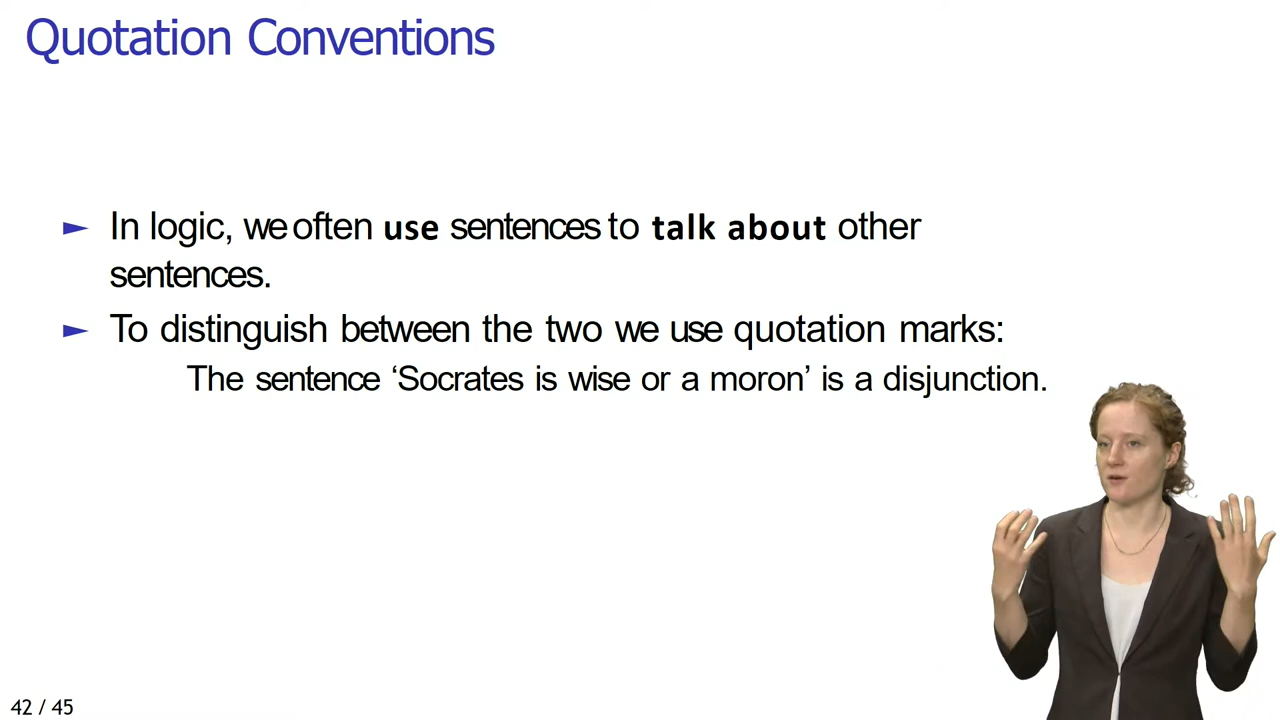 Quotation Conventions
► In logic, we often use sentences to talk about other
sentences.
► To distinguish between the two we use quotation marks:
The sentence ‘Socrates is wise or a moron’ is a disjunction.
42 / 45